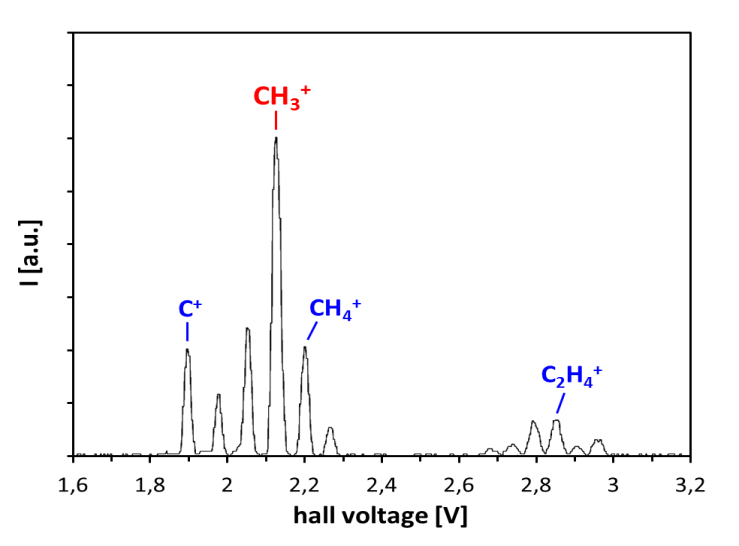 CH₃⁺
C⁺
CH₄⁺
C₂H₄⁺
I [a.u.]
1,6 1,8 2 2,2 2,4 2,6 2,8 3 3,2
hall voltage [V]